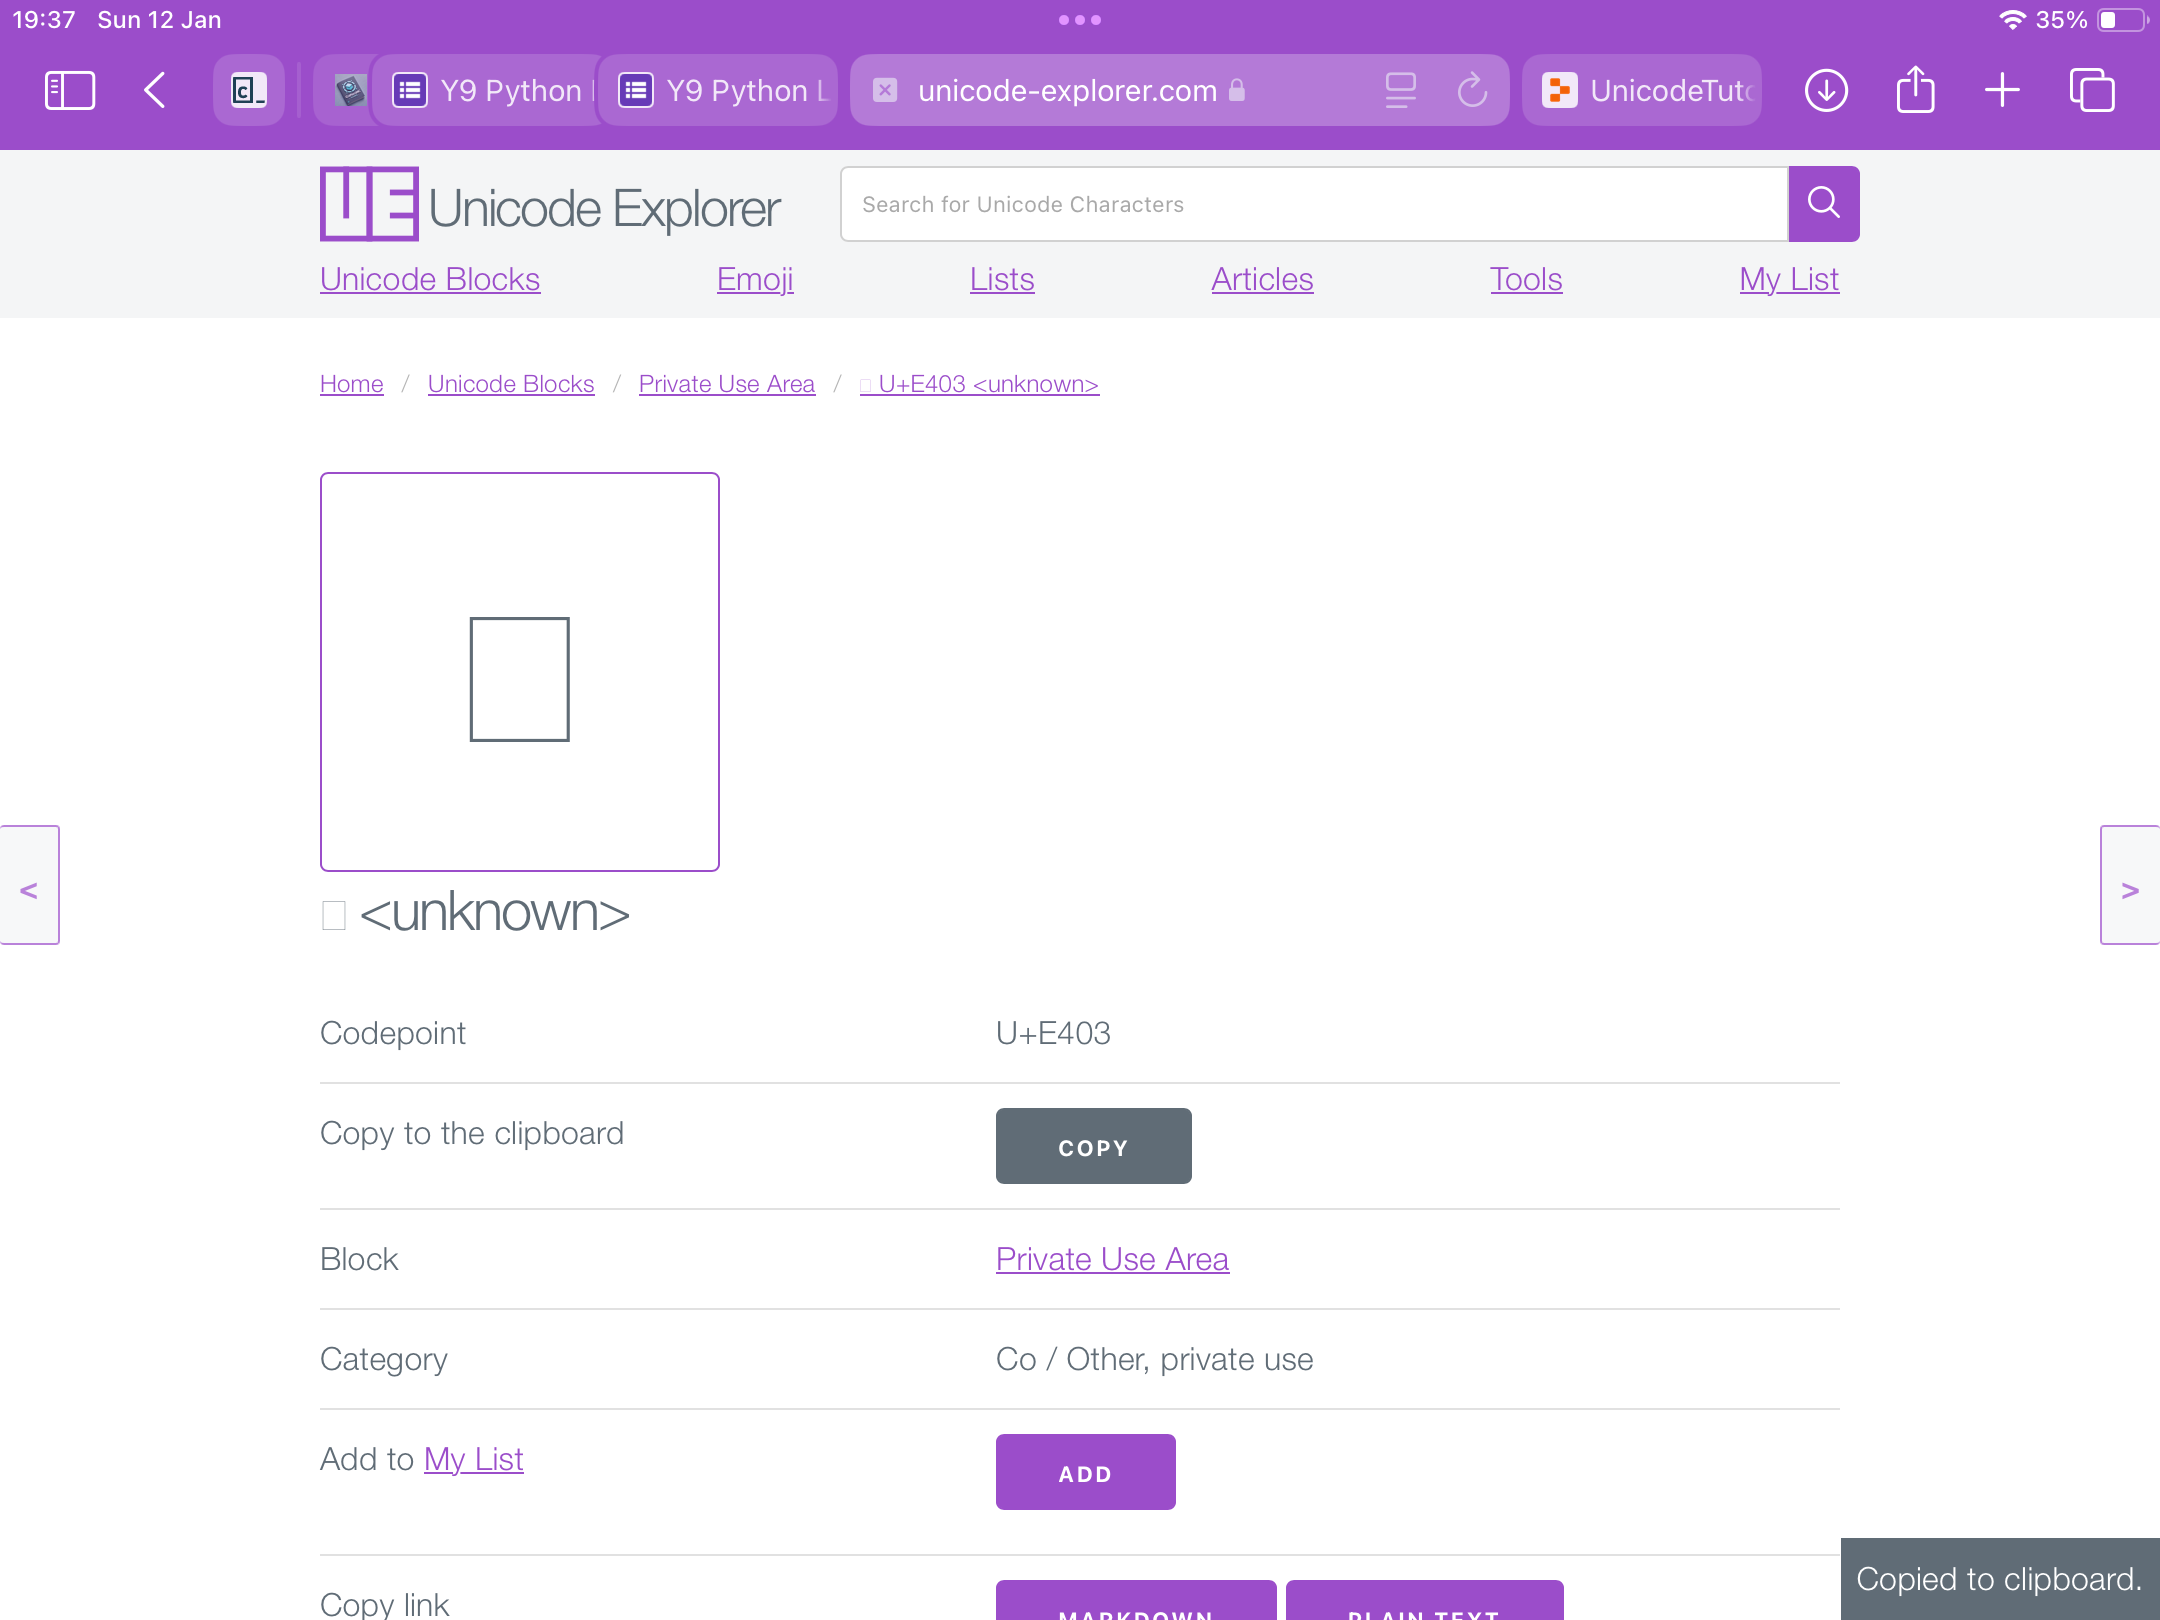 19:37 Sun 12 Jan
35%
Y9 Python
Y9 Python L
unicode-explorer.com
UnicodeTuto
UE Unicode Explorer
Search for Unicode Characters
Unicode Blocks Emoji Lists Articles Tools My List
Home / Unicode Blocks / Private Use Area / U+E403 <unknown>
<unknown>
< >
Codepoint U+E403
Copy to the clipboard COPY
Block Private Use Area
Category Co / Other, private use
Add to My List ADD
Copy link MARKDOWN PLAIN TEXT
Copied to clipboard.